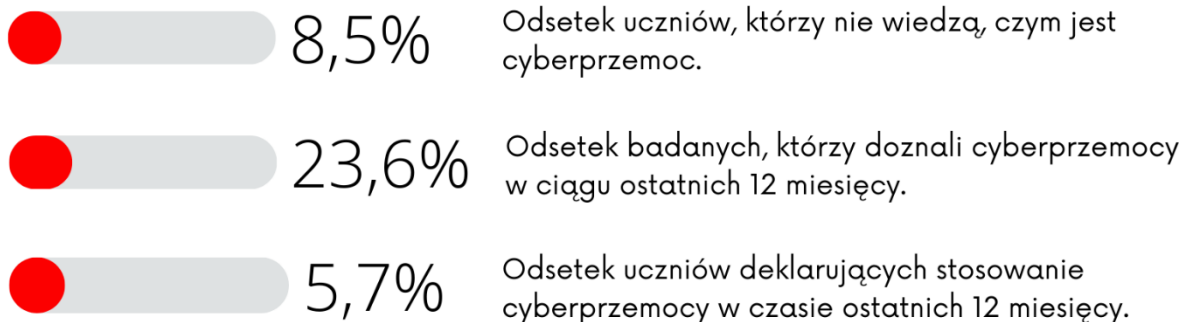 8,5%
Odsetek uczniów, którzy nie wiedzą, czym jest
cyberprzemoc.
23,6%
Odsetek badanych, którzy doznali cyberprzemocy
w ciągu ostatnich 12 miesięcy.
5,7%
Odsetek uczniów deklarujących stosowanie
cyberprzemocy w czasie ostatnich 12 miesięcy.